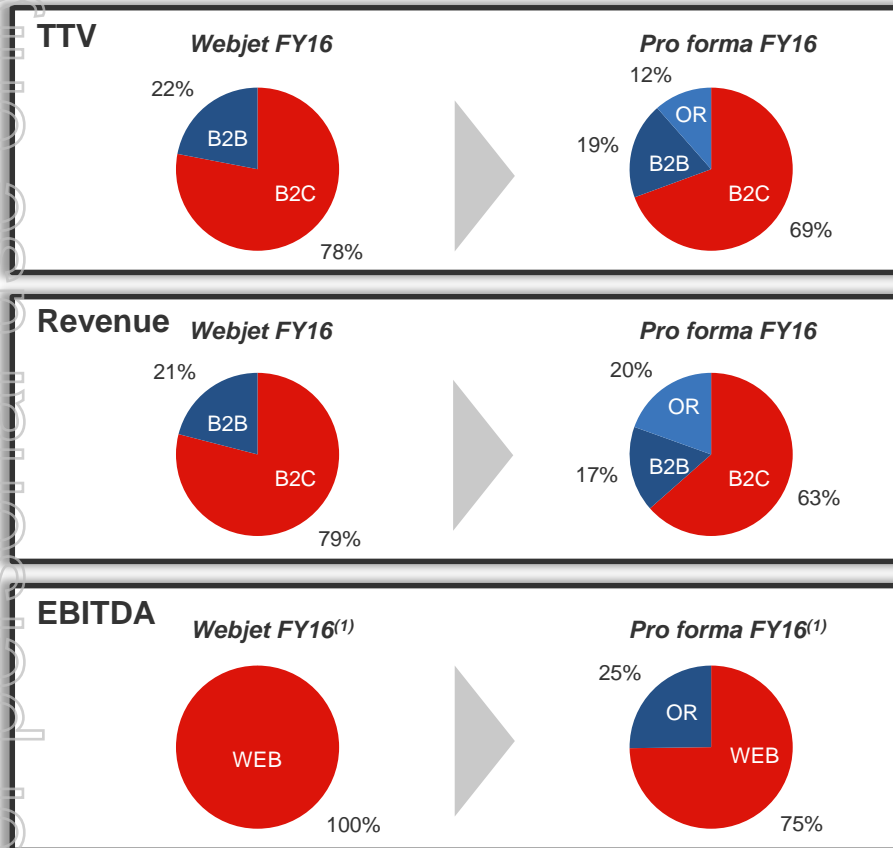 TTV
Webjet FY16
Pro forma FY16
22%
B2B
B2C
78%
12%
OR
19%
B2B
B2C
69%
Revenue
Webjet FY16
Pro forma FY16
21%
B2B
B2C
79%
20%
OR
17%
B2B
B2C
63%
EBITDA
Webjet FY16(1)
Pro forma FY16(1)
WEB
100%
25%
OR
WEB
75%